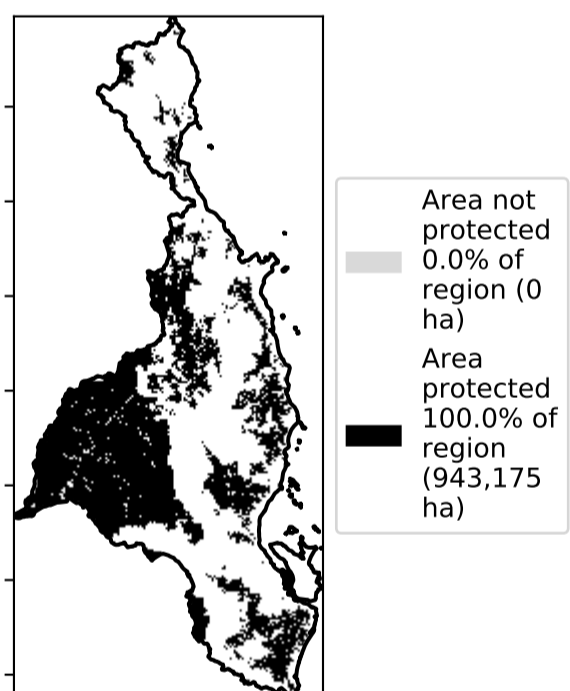 Area not
protected
0.0% of
region (0
ha)
Area
protected
100.0% of
region
(943,175
ha)